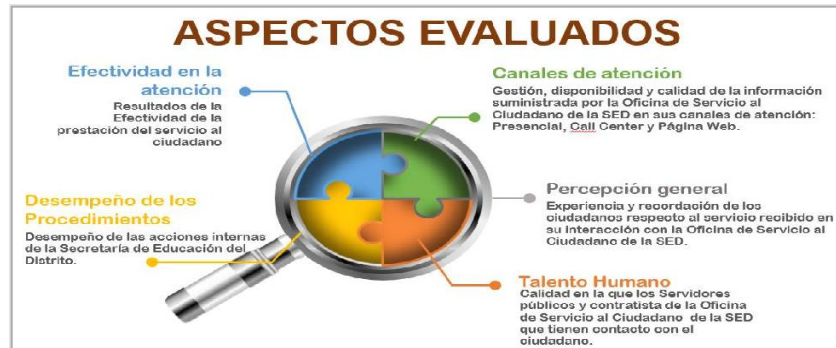 ASPECTOS EVALUADOS
Efectividad en la
atención
Resultados de la
Efectividad de la
prestación del servicio al
ciudadano
Canales de atención
Gestión, disponibilidad y calidad de la información
suministrada por la Oficina de Servicio al
Ciudadano de la SED en sus canales de atención:
Presencial, Call Center y Página Web.
Desempeño de los
Procedimientos
Desempeño de las acciones internas
de la Secretaría de Educación del
Distrito.
Percepción general
Experiencia y recordación de los
ciudadanos respecto al servicio recibido en
su interacción con la Oficina de Servicio al
Ciudadano de la SED.
Talento Humano
Calidad en la que los Servidores
públicos y contratista de la Oficina
de Servicio al Ciudadano de la SED
que tienen contacto con el
ciudadano.